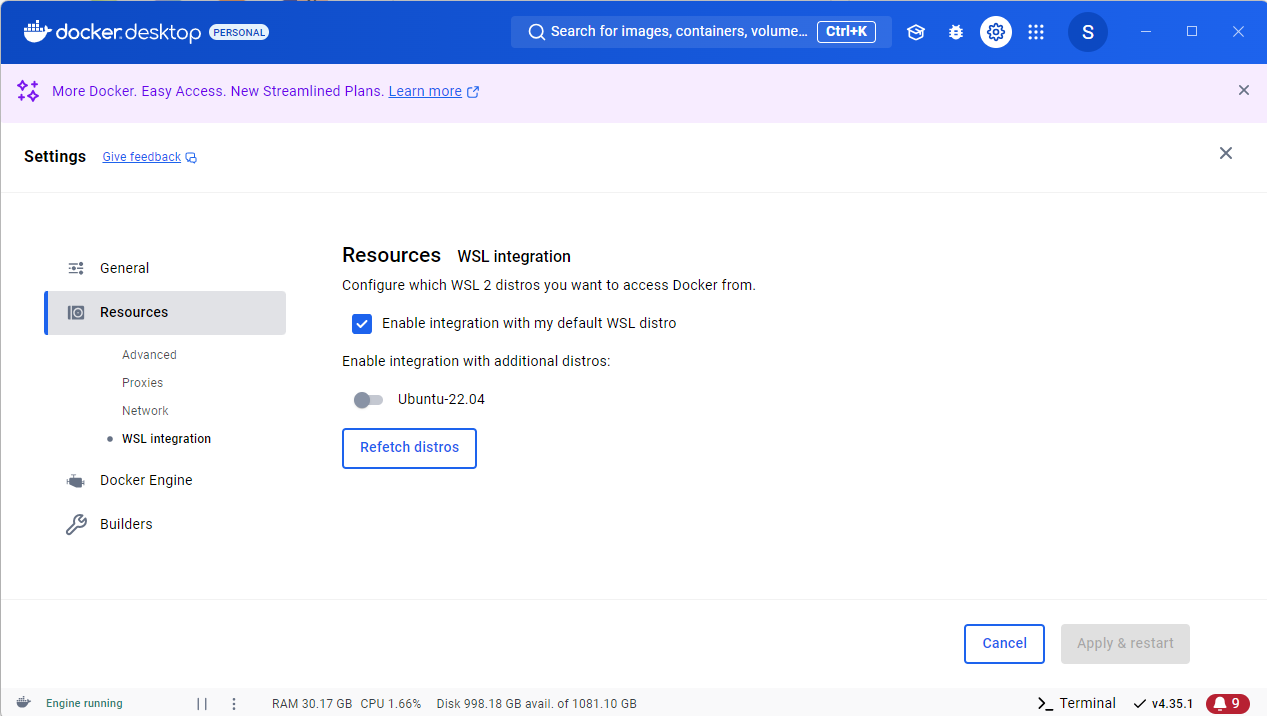 docker desktop PERSONAL
Search for images, containers, volume... Ctrl+K
S
More Docker. Easy Access. New Streamlined Plans. Learn more
Settings Give feedback
General
Resources
Advanced
Proxies
Network
WSL integration
Docker Engine
Builders
Resources WSL integration
Configure which WSL 2 distros you want to access Docker from.
Enable integration with my default WSL distro
Enable integration with additional distros:
Ubuntu-22.04
Refetch distros
Cancel Apply & restart
Engine running RAM 30.17 GB CPU 1.66% Disk 998.18 GB avail. of 1081.10 GB Terminal v4.35.1 9